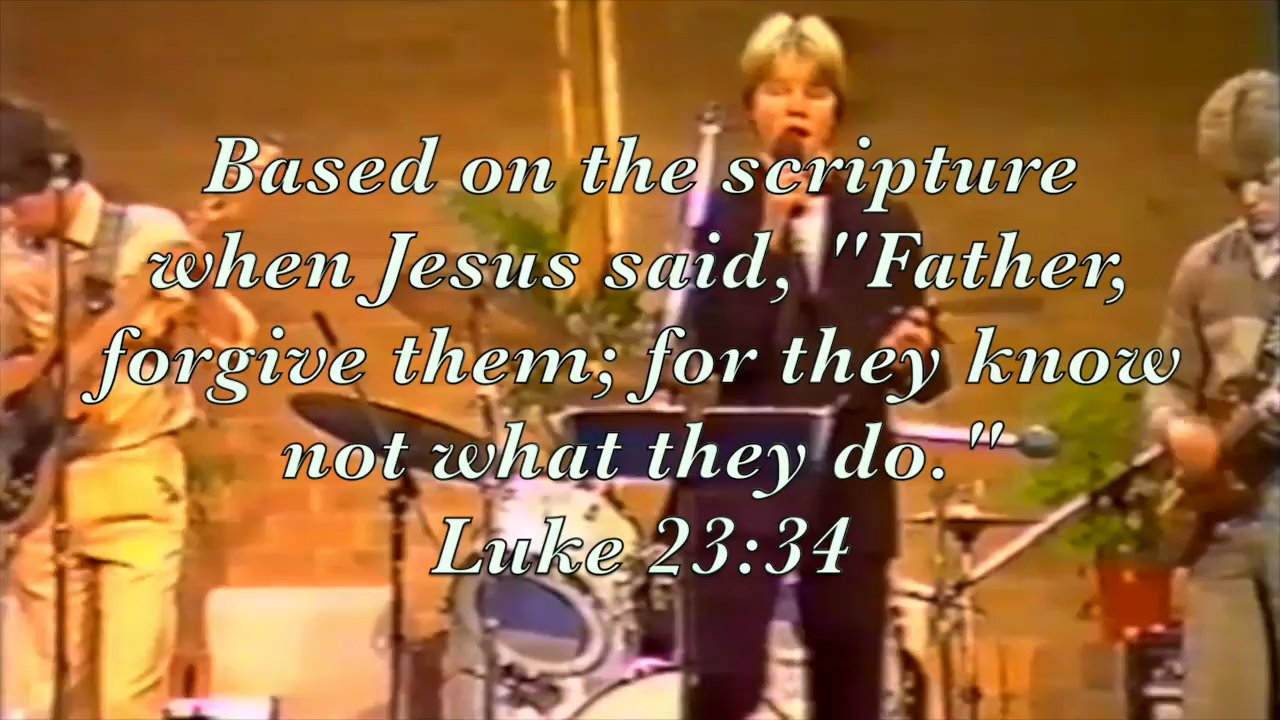 Based on the scripture
when Jesus said, "Father,
forgive them; for they know
not what they do."
Luke 23:34